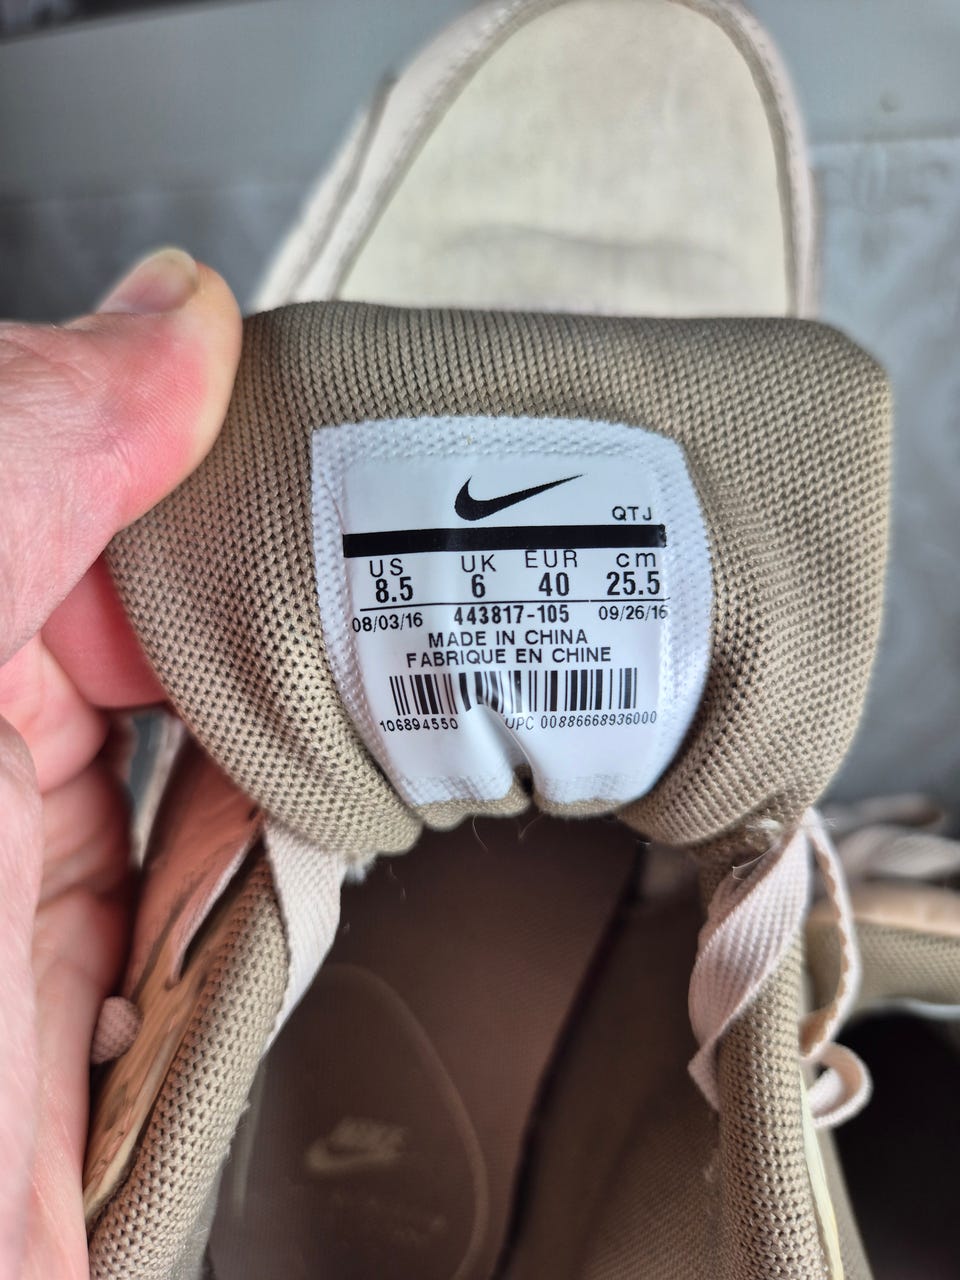 QTJ
US UK EUR cm
8.5 6 40 25.5
08/03/16 443817-105 09/26/16
MADE IN CHINA
FABRIQUE EN CHINE
106894550 UPC 00886668936000
NIKE